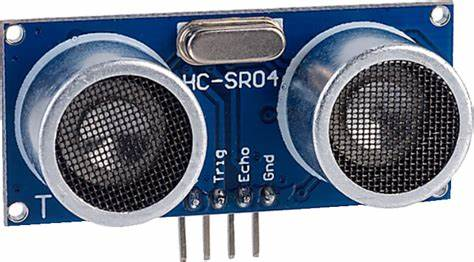 HC-SR04
T
Trig
Echo
Gnd